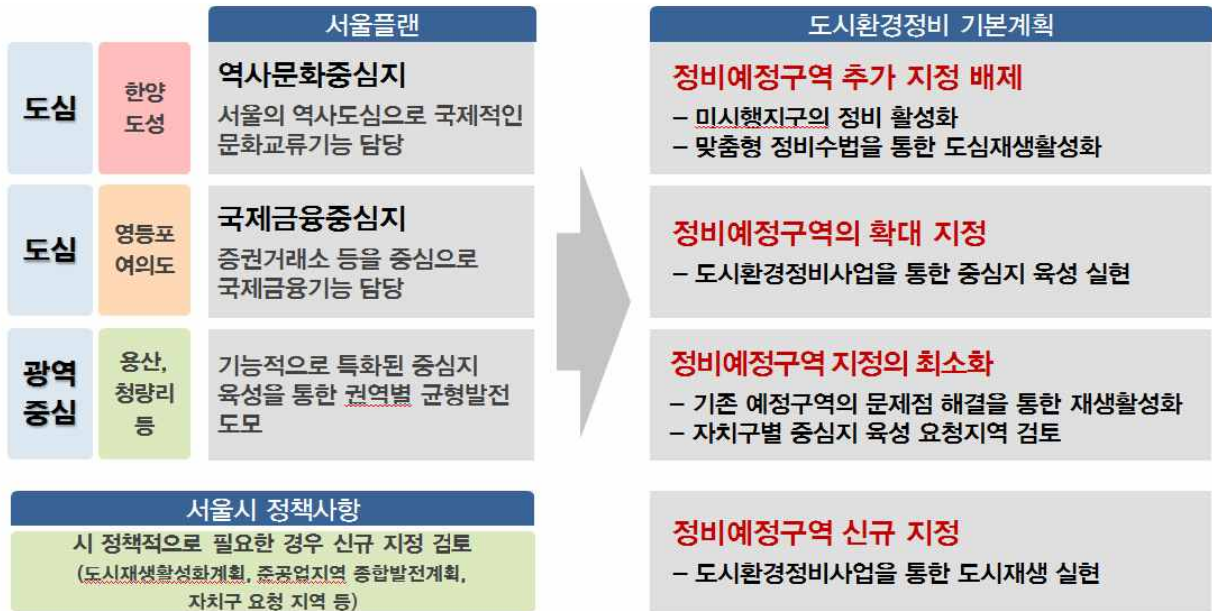 서울플랜
도시환경정비 기본계획
도심
한양
도성
역사문화중심지
서울의 역사도심으로 국제적인
문화교류기능 담당
정비예정구역 추가 지정 배제
– 미시행지구의 정비 활성화
– 맞춤형 정비수법을 통한 도심재생활성화
도심
영등포
여의도
국제금융중심지
증권거래소 등을 중심으로
국제금융기능 담당
정비예정구역의 확대 지정
– 도시환경정비사업을 통한 중심지 육성 실현
광역
중심
용산,
청량리
등
기능적으로 특화된 중심지
육성을 통한 권역별 균형발전
도모
정비예정구역 지정의 최소화
– 기존 예정구역의 문제점 해결을 통한 재생활성화
– 자치구별 중심지 육성 요청지역 검토
서울시 정책사항
시 정책적으로 필요한 경우 신규 지정 검토
(도시재생활성화계획, 준공업지역 종합발전계획,
자치구 요청 지역 등)
정비예정구역 신규 지정
– 도시환경정비사업을 통한 도시재생 실현